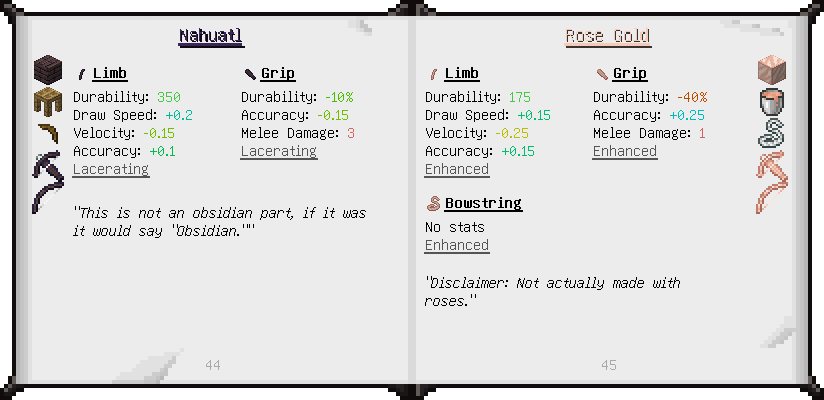 Nahuatl
Limb
Durability: 350
Draw Speed: +0.2
Velocity: -0.15
Accuracy: +0.1
Lacerating
Grip
Durability: -10%
Accuracy: -0.15
Melee Damage: 3
Lacerating
"This is not an obsidian part, if it was
it would say "Obsidian.""
44
Rose Gold
Limb
Durability: 175
Draw Speed: +0.15
Velocity: -0.25
Accuracy: +0.15
Enhanced
Grip
Durability: -40%
Accuracy: +0.25
Melee Damage: 1
Enhanced
Bowstring
No stats
Enhanced
"Disclaimer: Not actually made with
roses."
45